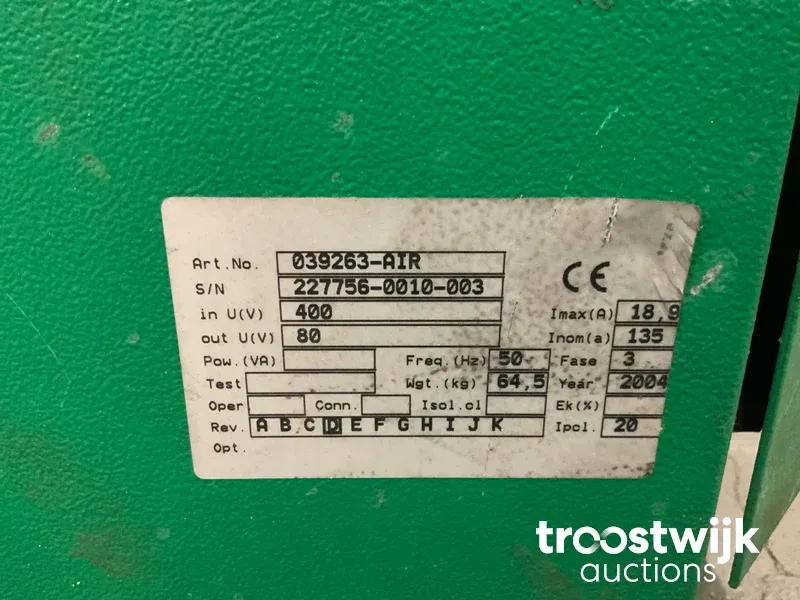 Art.No. 039263-AIR
S/N 227756-0010-003 CE
in U(V) 400 Imax(A) 18,9
out U(V) 80 Inom(a) 135
Pow.(VA) Freq.(Hz) 50 Fase 3
Test Wgt.(kg) 64,5 Year 2004
Oper Conn. Isol.cl Ek(%)
Rev. A B C D E F G H I J K Ipcl. 20
Opt.
troostwijk
auctions